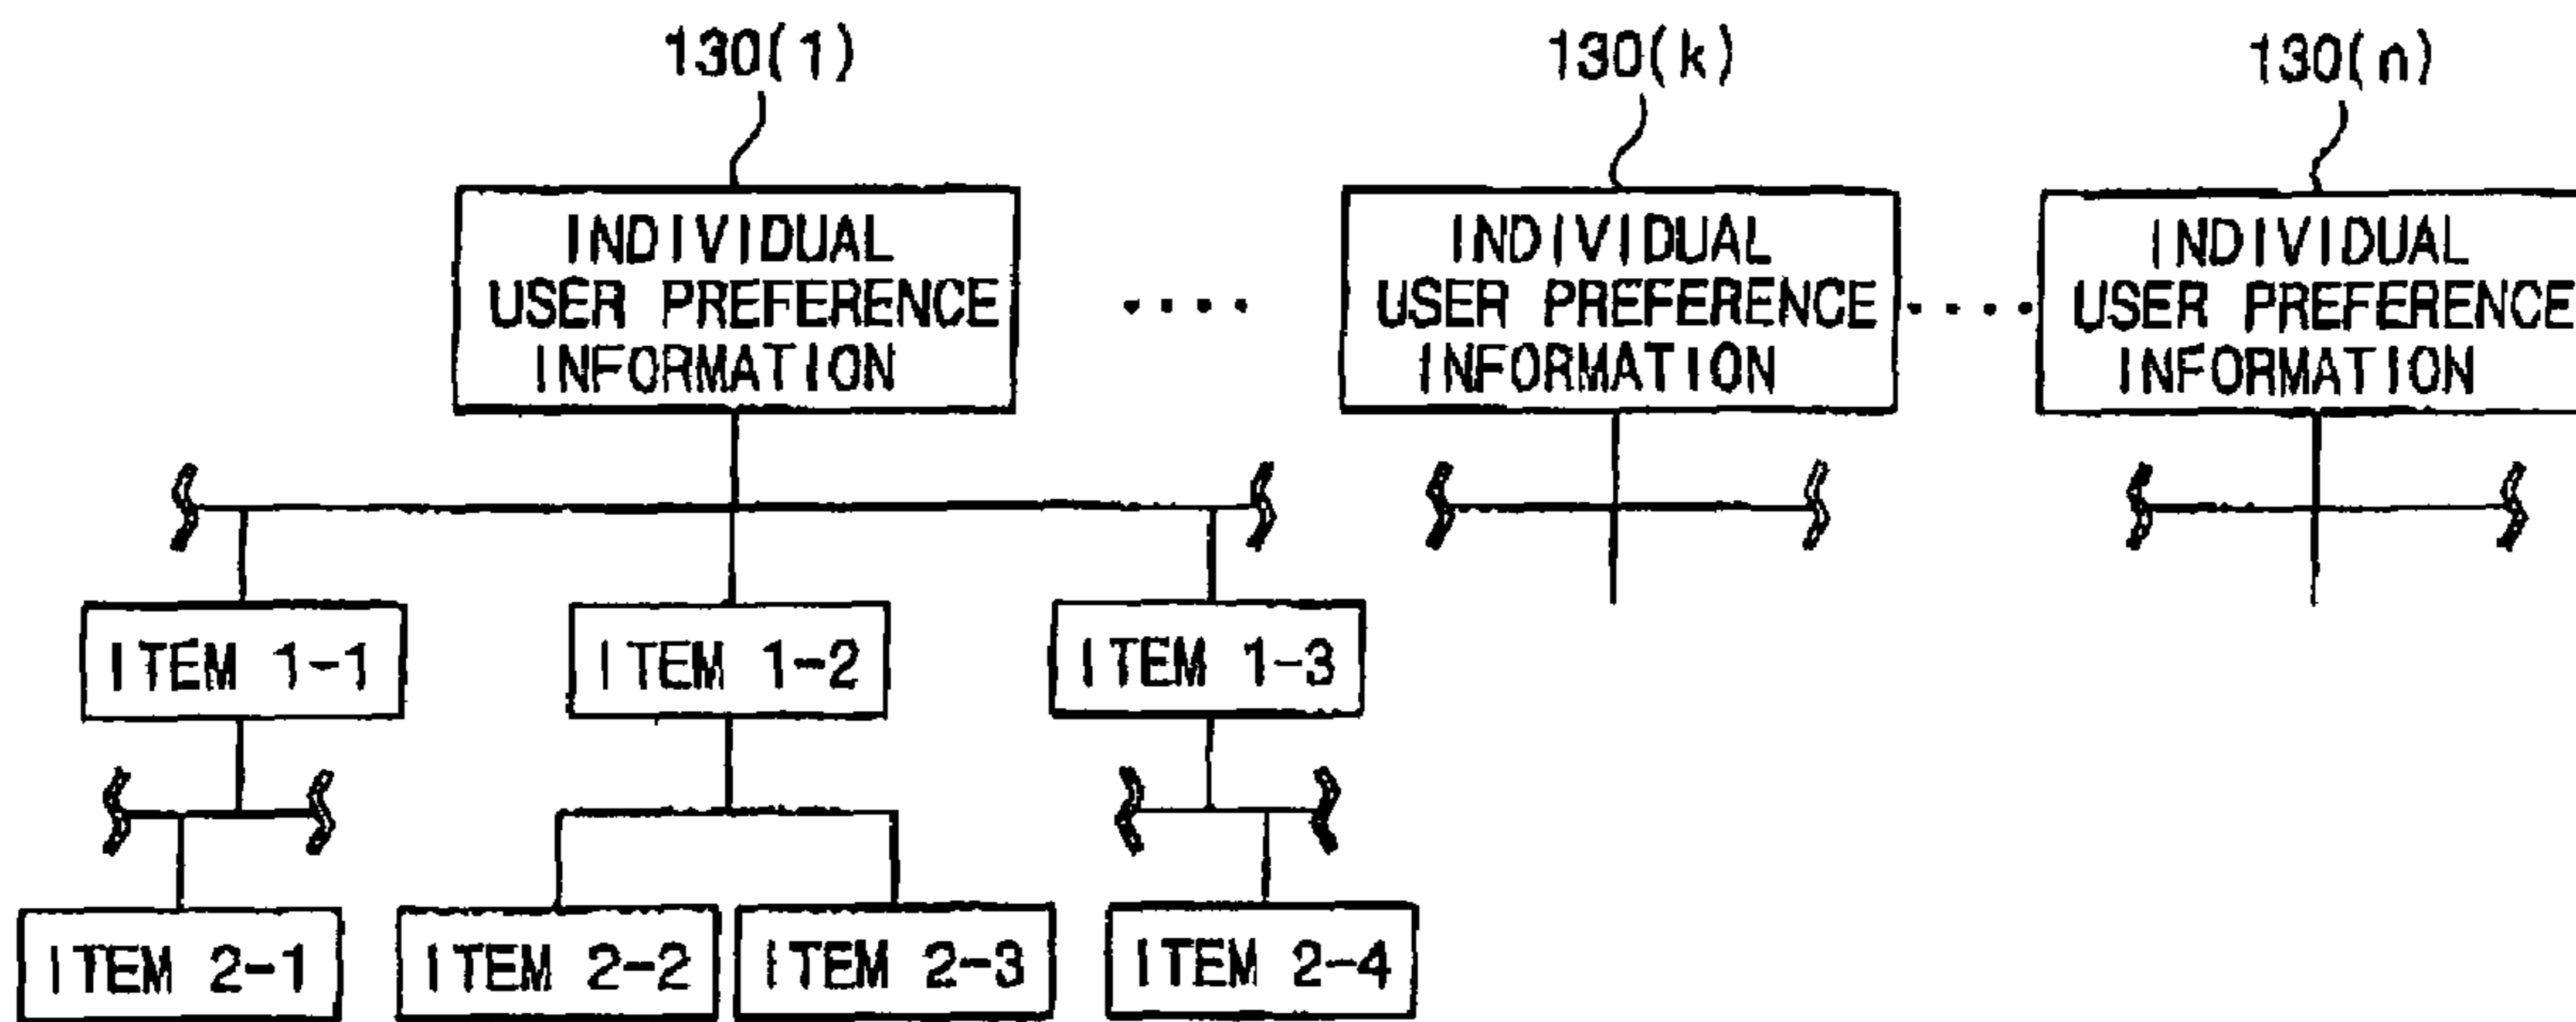 130(1) 130(k) 130(n)
INDIVIDUAL
USER PREFERENCE
INFORMATION
INDIVIDUAL
USER PREFERENCE
INFORMATION
INDIVIDUAL
USER PREFERENCE
INFORMATION
ITEM 1-1 ITEM 1-2 ITEM 1-3
ITEM 2-1 ITEM 2-2 ITEM 2-3 ITEM 2-4